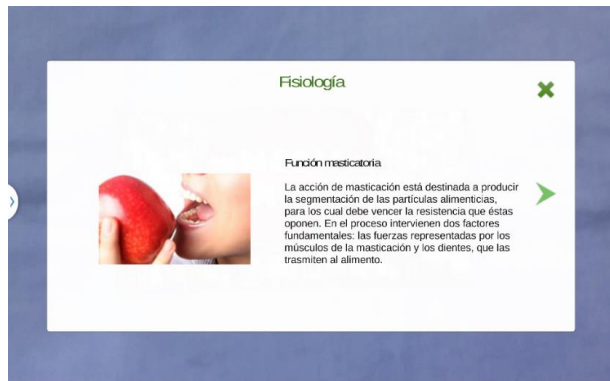 Fisiología
Función masticatoria
La acción de masticación está destinada a producir
la segmentación de las partículas alimenticias,
para los cual debe vencer la resistencia que éstas
oponen. En el proceso intervienen dos factores
fundamentales: las fuerzas representadas por los
músculos de la masticación y los dientes, que las
trasmiten al alimento.